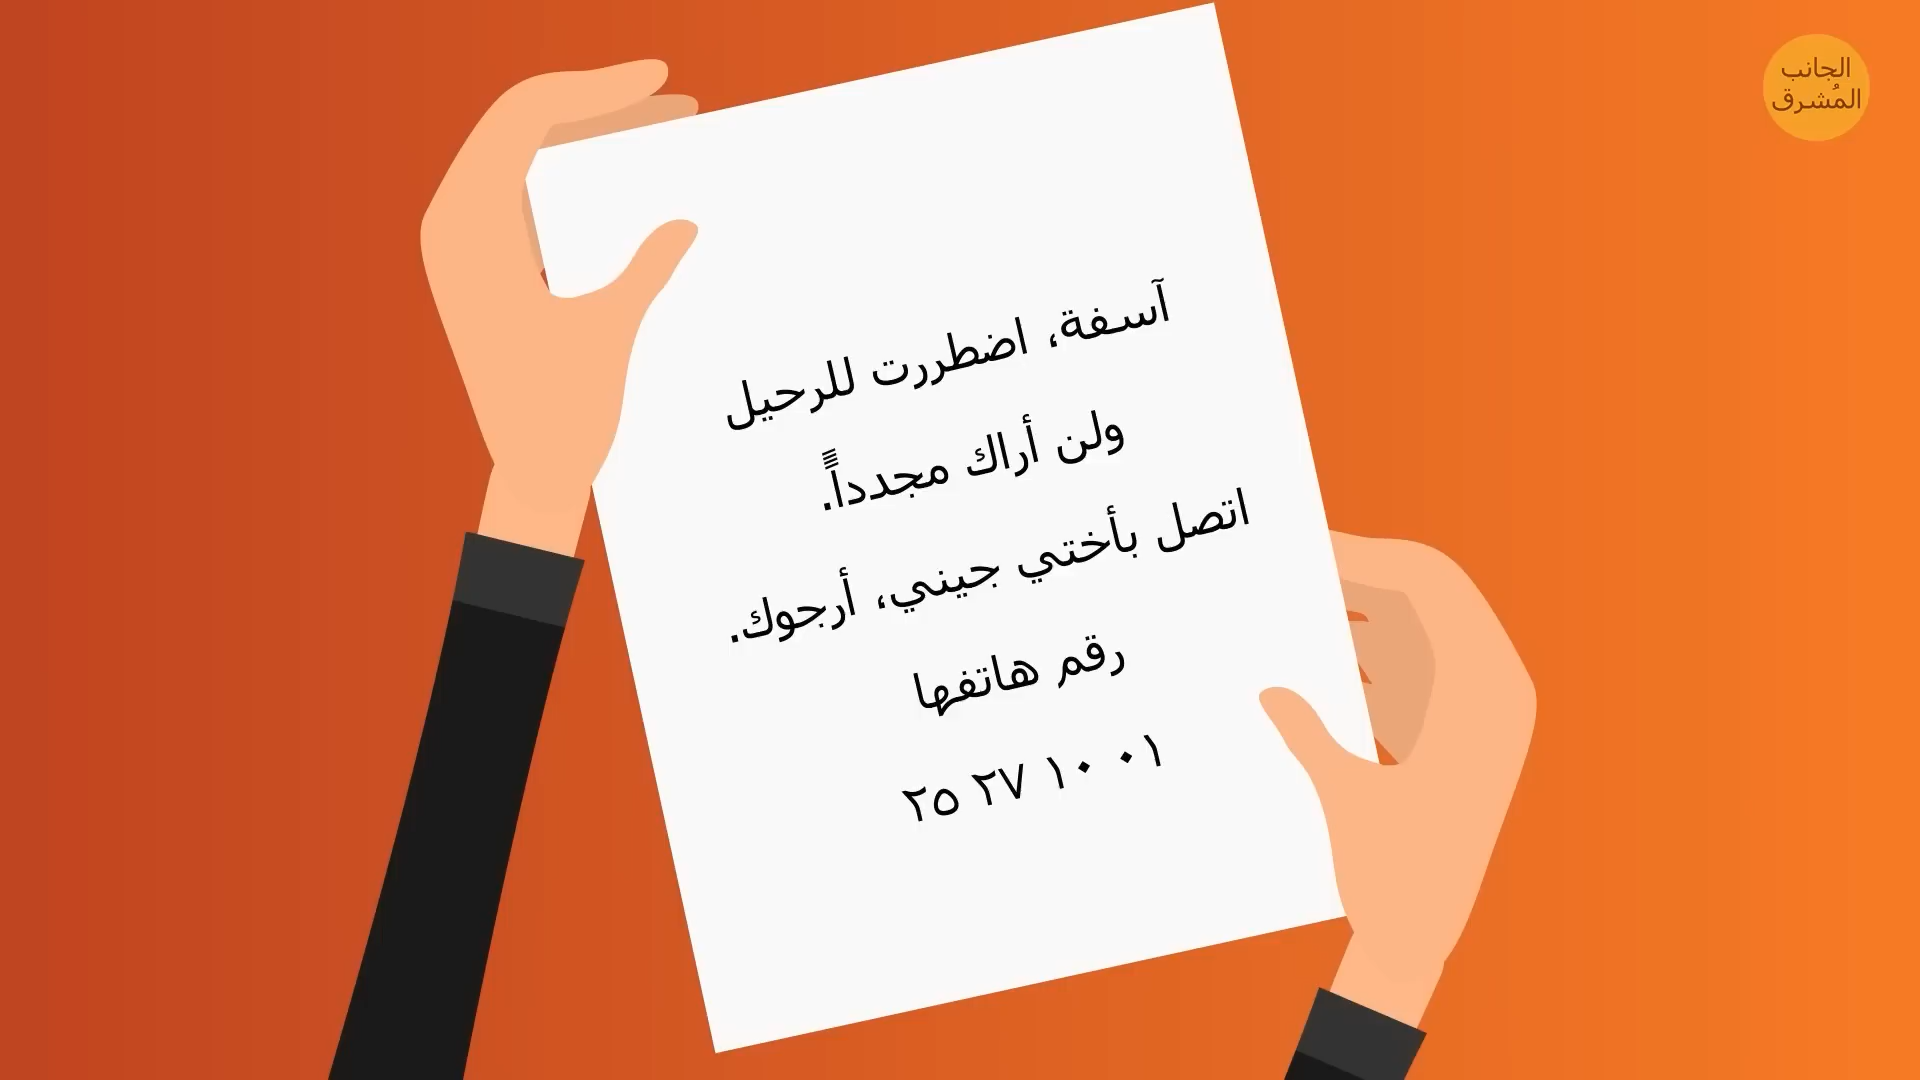 الجانب
المُشرق
آسفة، اضطررت للرحيل
ولن أراك مجدداً.
اتصل بأختي جيني، أرجوك.
رقم هاتفها
٠١ ١٠ ٢٧ ٢٥